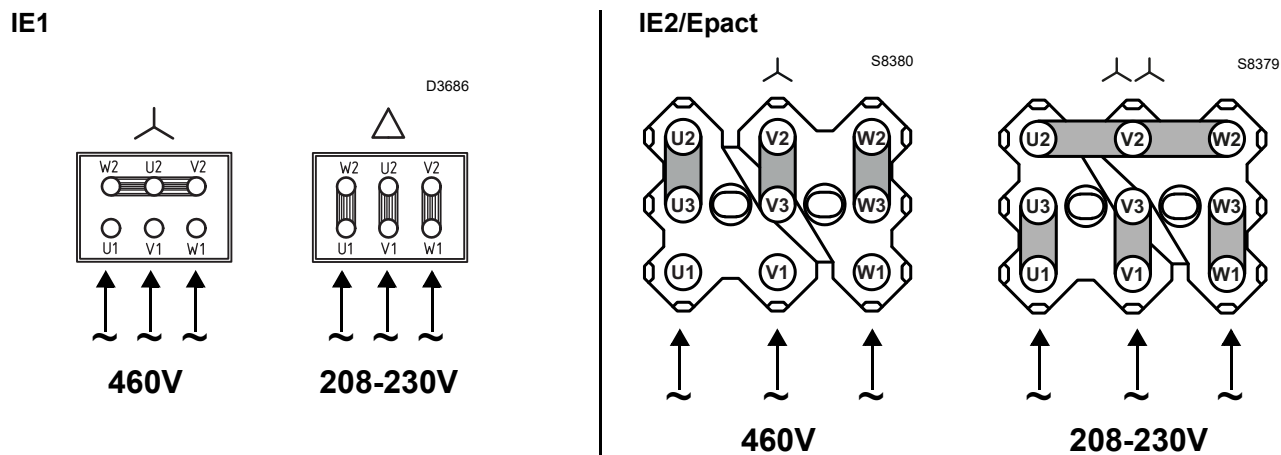 IE1
D3686
W2 U2 V2
U1 V1 W1
~ ~ ~
460V
W2 U2 V2
U1 V1 W1
~ ~ ~
208-230V
IE2/Epact
S8380
U2 V2 W2
U3 V3 W3
U1 V1 W1
~ ~ ~
460V
S8379
U2 V2 W2
U3 V3 W3
U1 V1 W1
~ ~ ~
208-230V